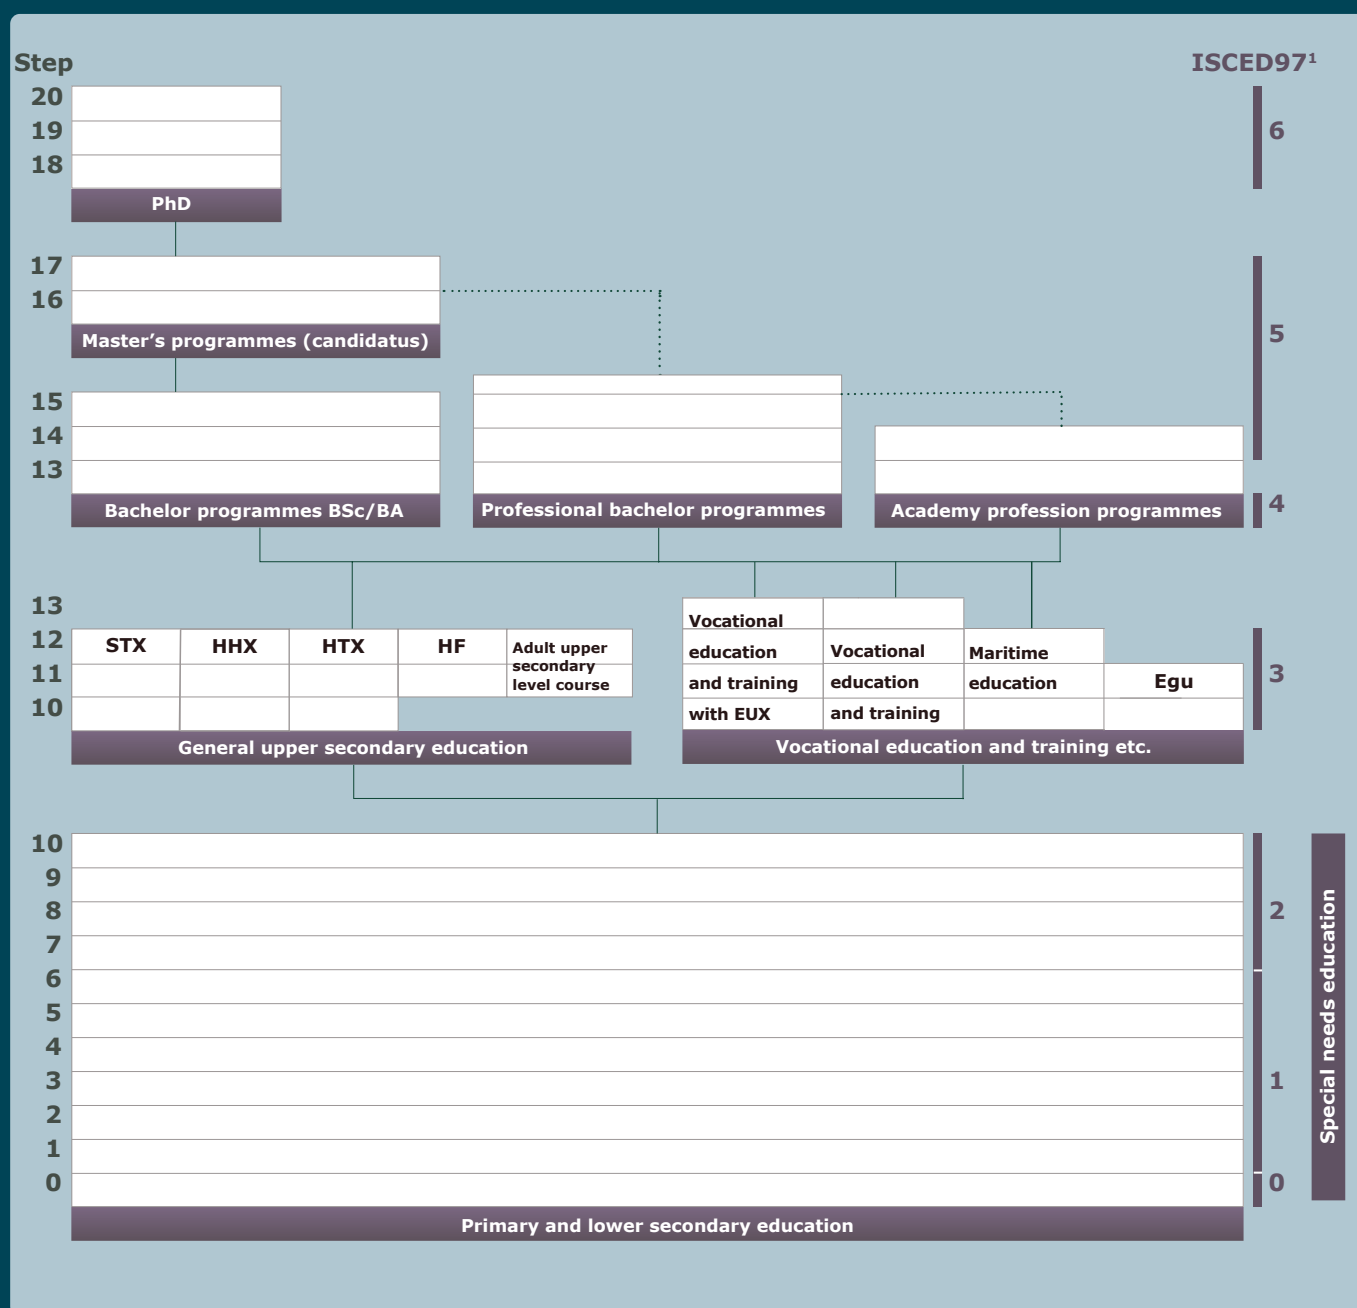 Step
ISCED97¹
20
19
6
18
PhD
17
16
5
Master’s programmes (candidatus)
15
14
13
4
Bachelor programmes BSc/BA
Professional bachelor programmes
Academy profession programmes
13
12
11
10
3
STX
HHX
HTX
HF
Adult upper
secondary
level course
Vocational
education
and training
with EUX
Vocational
education
and training
Maritime
education
Egu
General upper secondary education
Vocational education and training etc.
10
9
8
2
7
6
5
4
3
1
2
1
0
0
Special needs education
Primary and lower secondary education